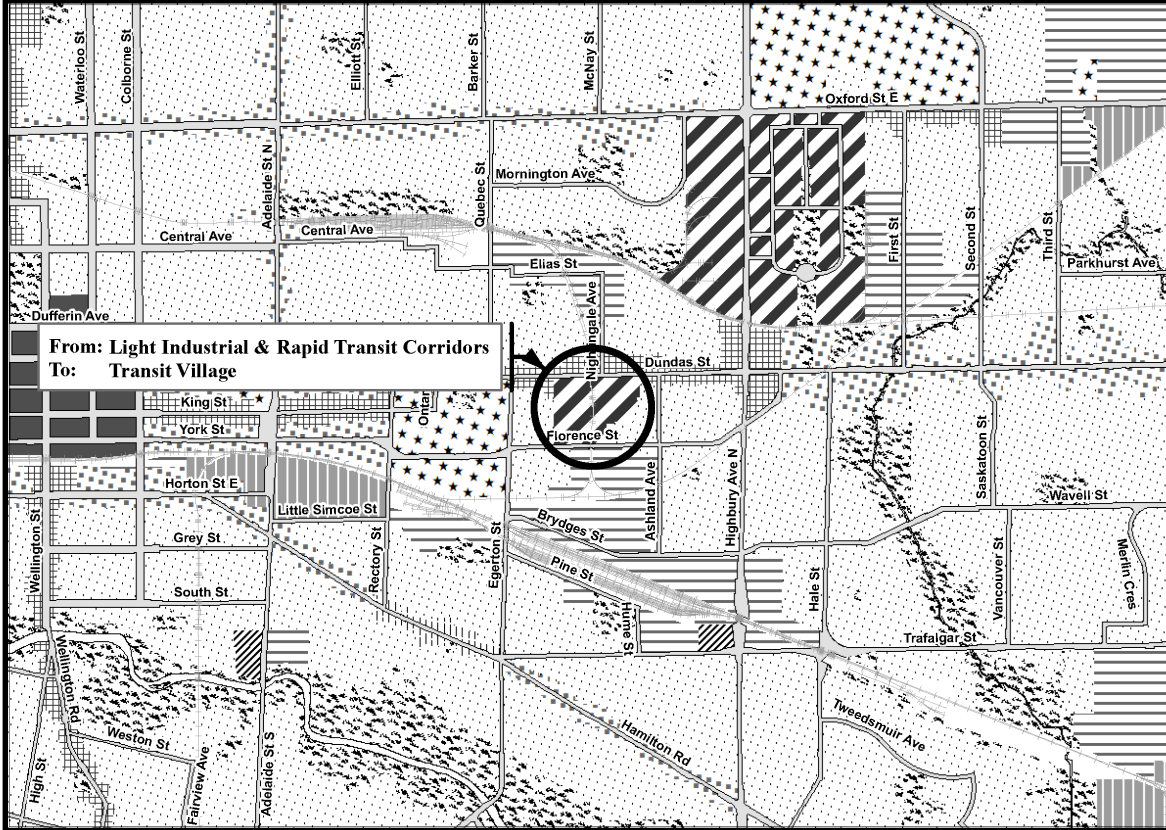 Waterloo St
Colborne St
Elliott St
Barker St
McNay St
Oxford St E
Adelaide St N
Quebec St
Mornington Ave
Central Ave
Central Ave
Elias St
First St
Second St
Third St
Parkhurst Ave
Dufferin Ave
Nightingale Ave
From: Light Industrial & Rapid Transit Corridors
To: Transit Village
Dundas St
King St
Ontar
York St
Florence St
Horton St E
Little Simcoe St
Ashland Ave
Highbury Ave N
Saskatoon St
Wavell St
Wellington St
Grey St
Rectory St
Egerton St
Brydges St
Pine St
Hale St
Vancouver St
Merlin Cres
South St
Hume St
Trafalgar St
Wellington Rd
Weston St
High St
Fairview Ave
Adelaide St S
Hamilton Rd
Tweedsmuir Ave